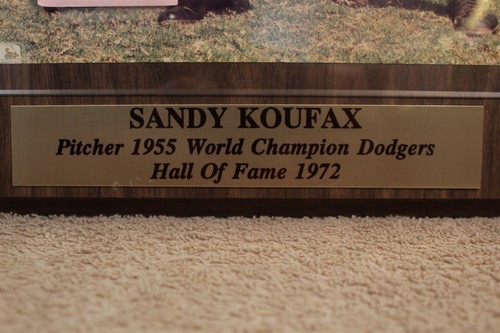 SANDY KOUFAX
Pitcher 1955 World Champion Dodgers
Hall Of Fame 1972